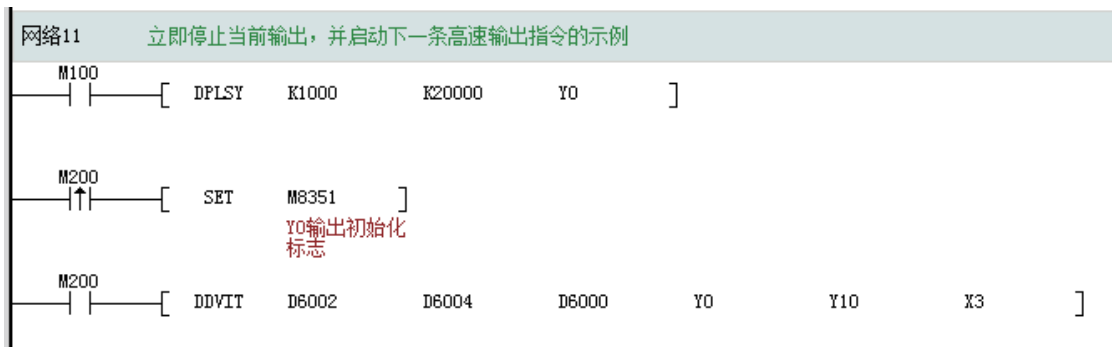 网络11 立即停止当前输出，并启动下一条高速输出指令的示例
M100
[ DPLSY K1000 K20000 Y0 ]
M200
[ SET M8351 ]
Y0输出初始化
标志
M200
[ DDVIT D6002 D6004 D6000 Y0 Y10 X3 ]